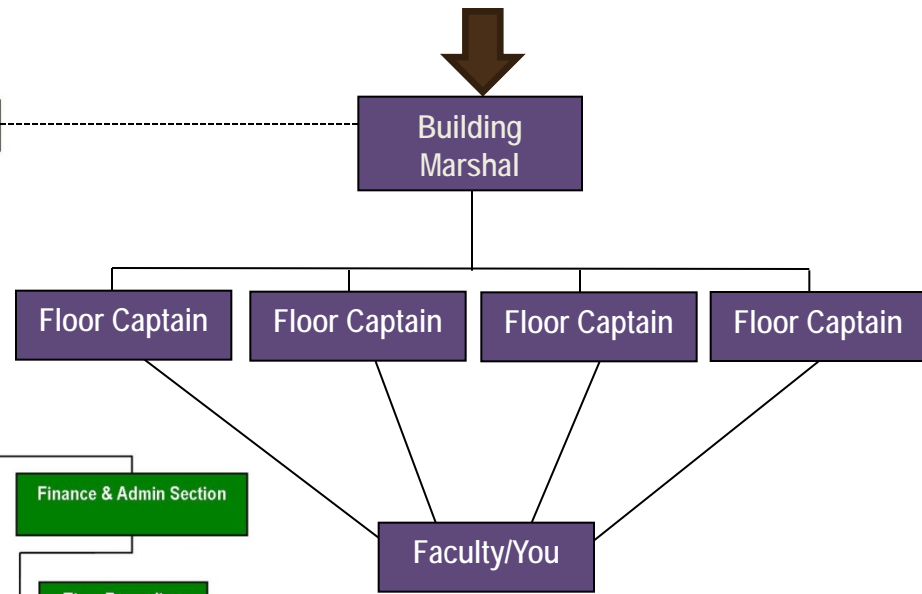 Building
Marshal
Floor Captain
Floor Captain
Floor Captain
Floor Captain
Finance & Admin Section
Faculty/You